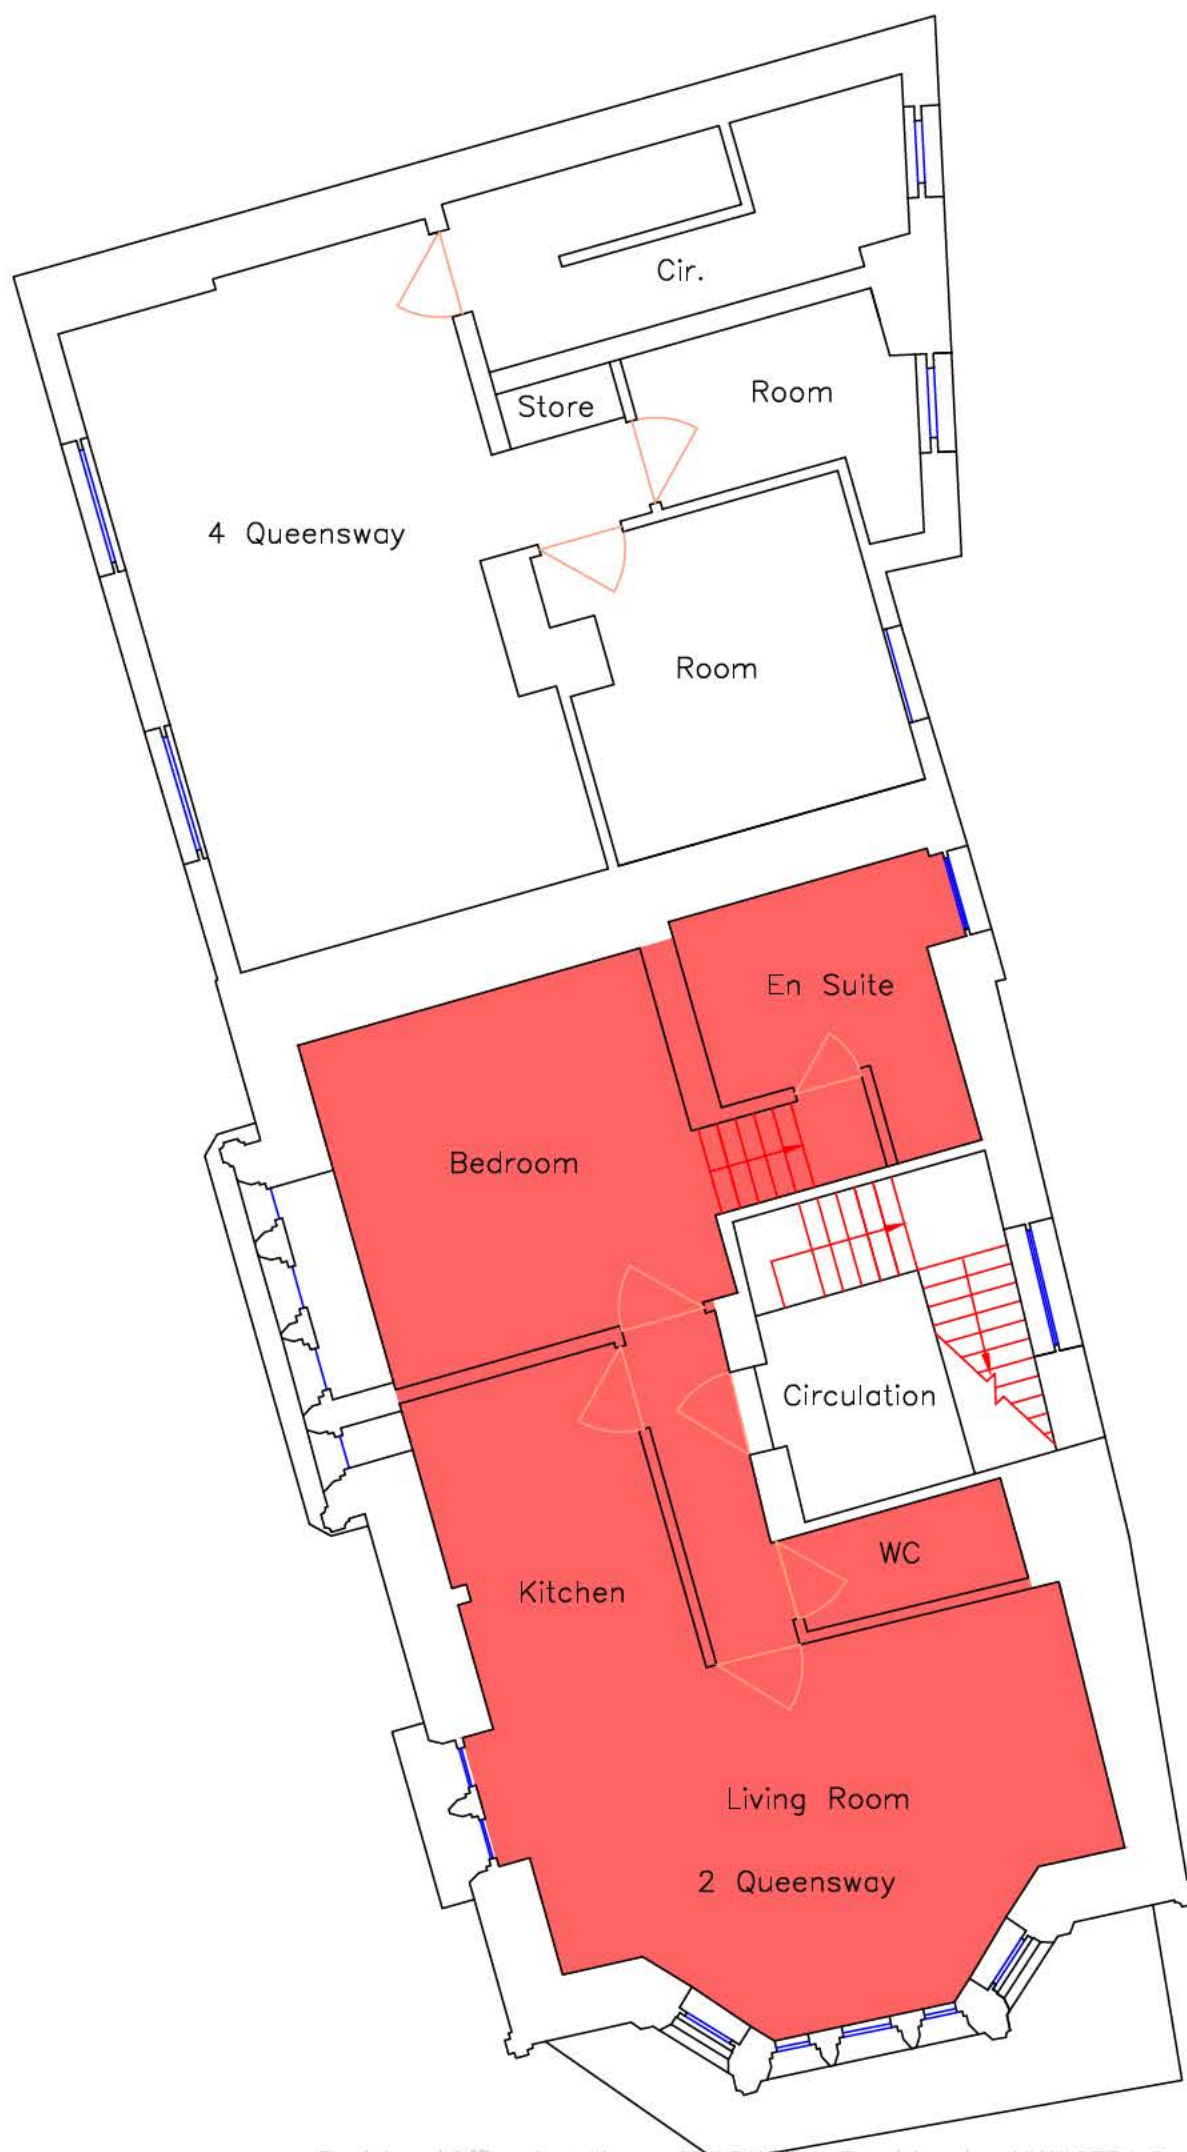 Cir.
Room
Store
4 Queensway
Room
En Suite
Bedroom
Circulation
WC
Kitchen
Living Room
2 Queensway